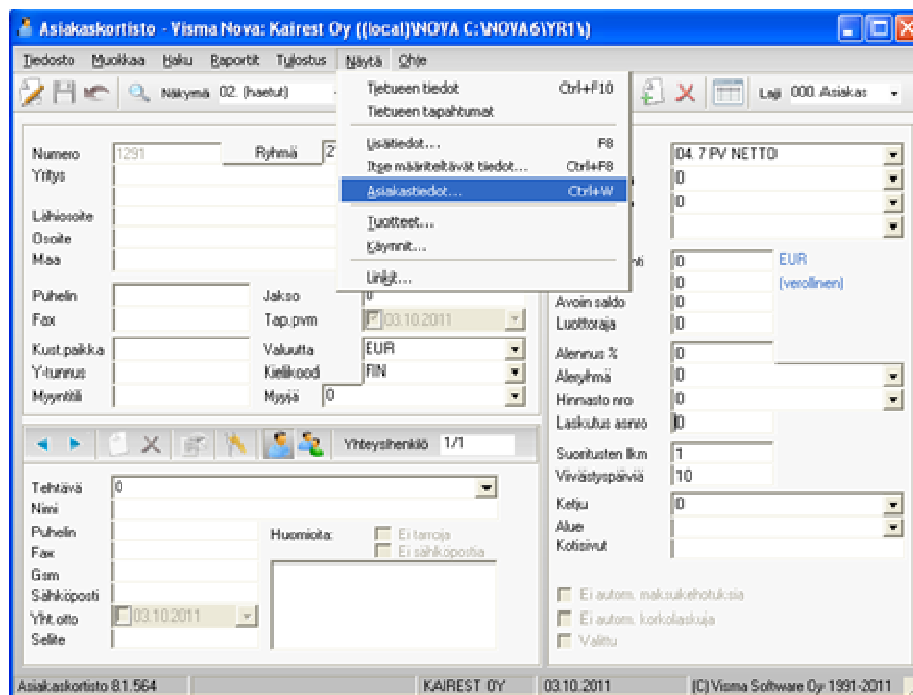 Asiakaskortisto - Visma Nova: Kairest Oy ((local)\NOVA C:\NOVA6\YR1\)
Tiedosto Muokkaa Haku Raportit Tulostus Näytä Ohje
Näkymä 02. (haetut) Laji 000. Asiakas
Tietueen tiedot Ctrl+F10
Tietueen tapahtumat
Lisätiedot... F8
Itse määriteltävät tiedot... Ctrl+F8
Asiakastiedot... Ctrl+W
Tuotteet...
Käynnit...
Linkit...
Numero 1291 Ryhmä
Yritys
Lähiosoite
Osoite
Maa
Puhelin Jakso 0
Fax Tap.pvm 03.10.2011
Kust.paikka Valuutta EUR
Y-tunnus Kielikoodi FIN
Myyntitili Myyjä 0
04. 7 PV NETTO
0
0
0 EUR
0 (verollinen)
Avoin saldo 0
Luottoraja 0
Alennus % 0
Aleryhmä 0
Hinnasto nro 0
Laskutus asnro 0
Suoritusten lkm 1
Viivästyspäiviä 10
Ketju 0
Alue
Kotisivut
Ei autom. maksukehotuksia
Ei autom. korkolaskuja
Valittu
Yhteysihenkilö 1/1
Tehtävä 0
Nimi
Puhelin Huomioita: Ei tarroja
Fax Ei sähköpostia
Gsm
Sähköposti
Yht.otto 03.10.2011
Selite
Asiakaskortisto 8.1.564 KAIREST OY 03.10.2011 (C) Visma Software Oy 1991-2011